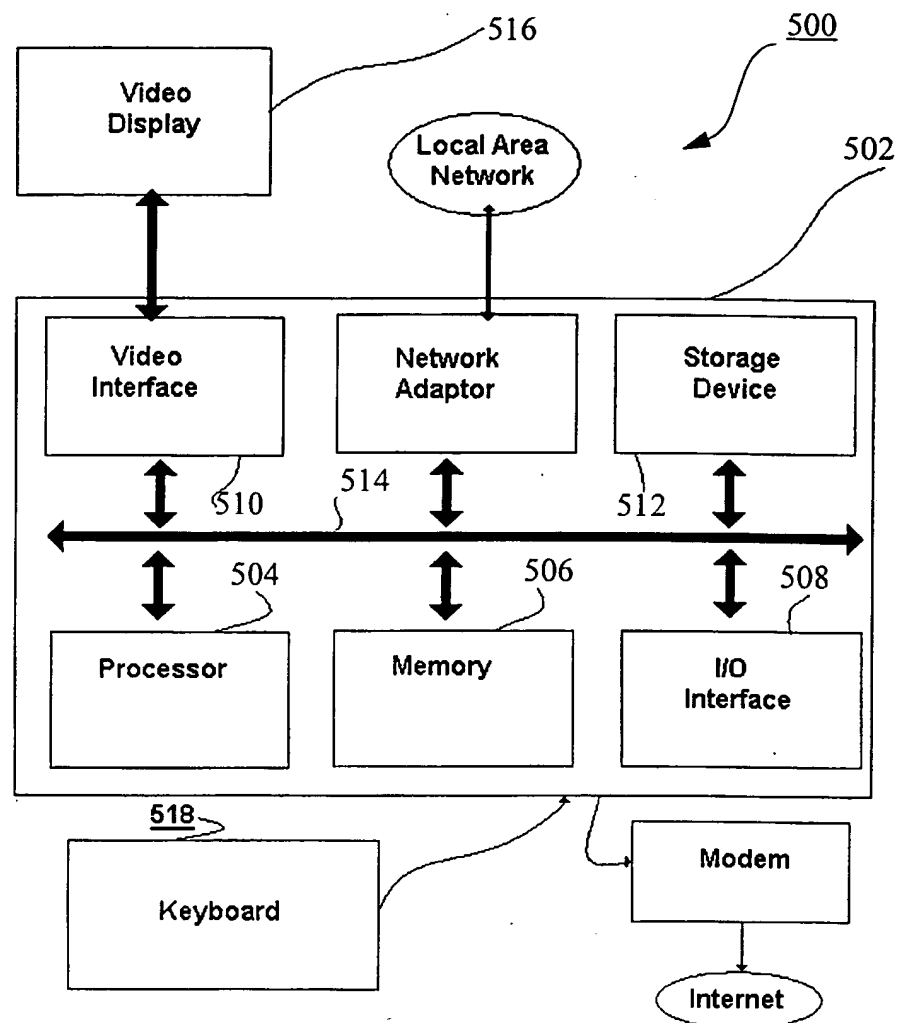 516
500
Video
Display
Local Area
Network
502
Video
Interface
Network
Adaptor
Storage
Device
510
514
512
504
506
508
Processor
Memory
I/O
Interface
518
Keyboard
Modem
Internet